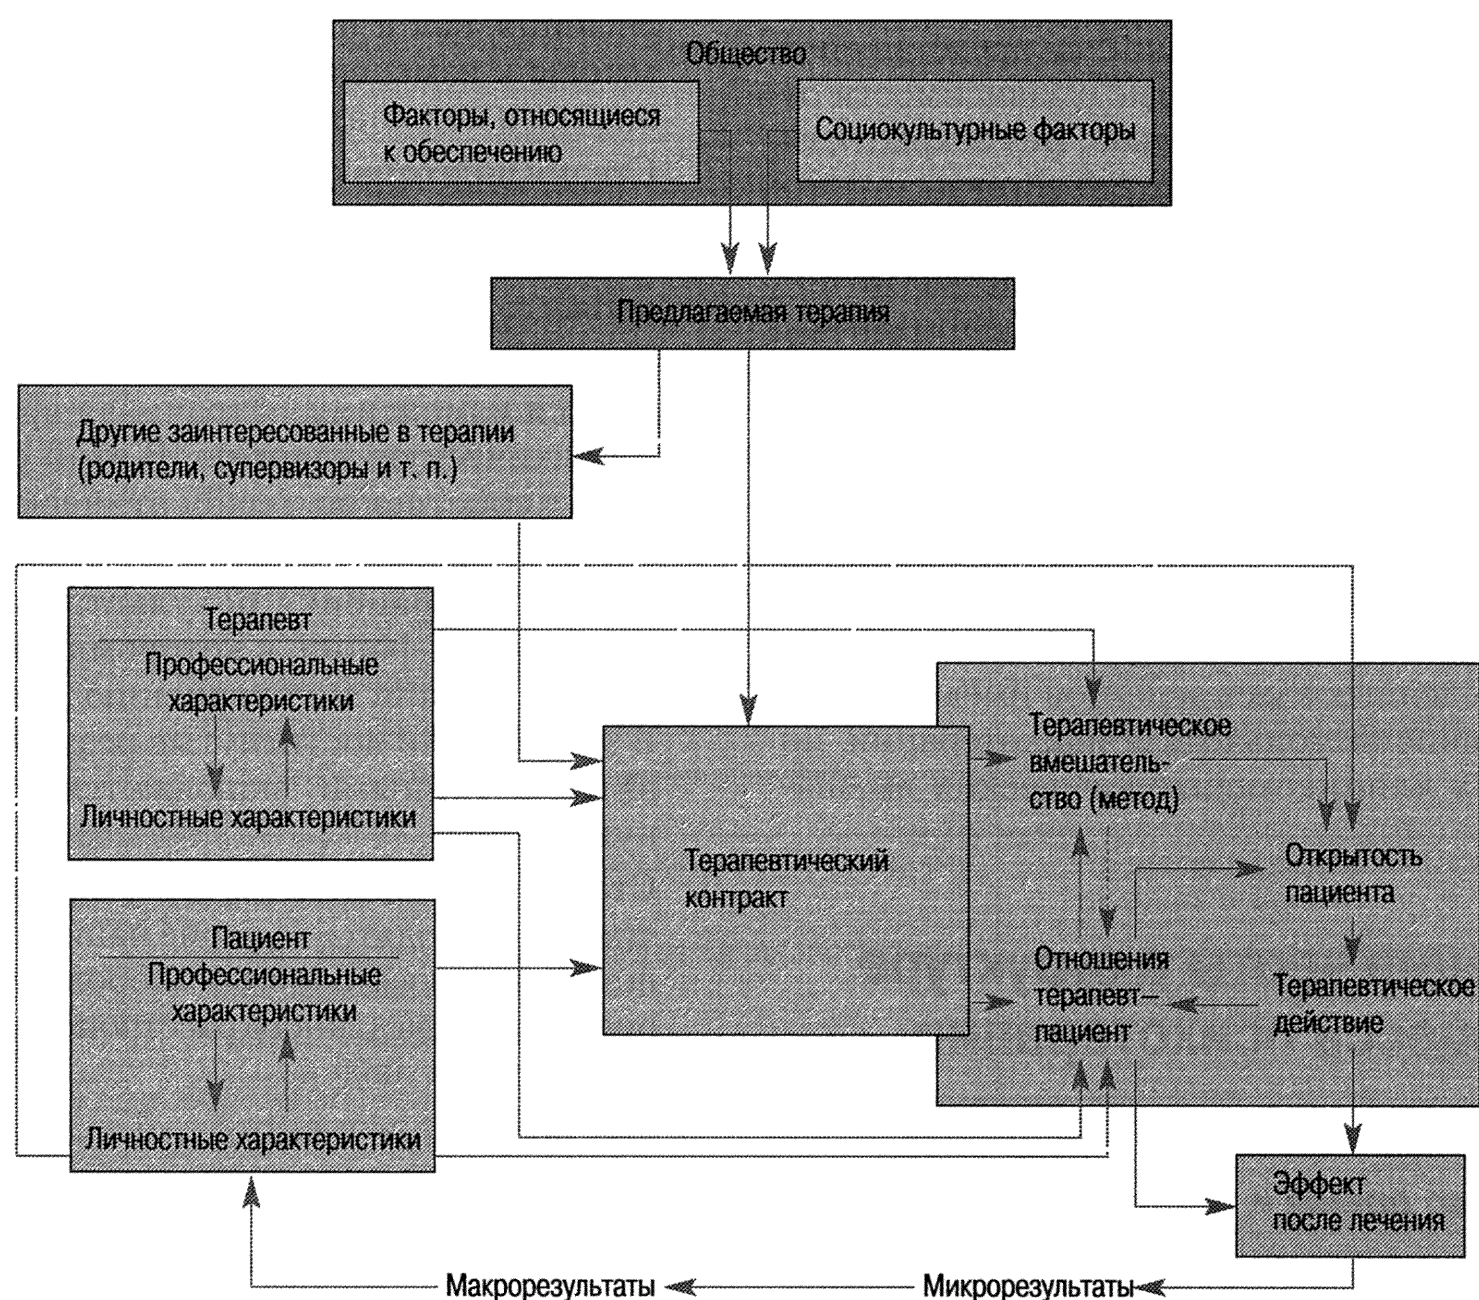 Общество
Факторы, относящиеся
к обеспечению
Социокультурные факторы
Предлагаемая терапия
Другие заинтересованные в терапии
(родители, супервизоры и т. п.)
Терапевт
Профессиональные
характеристики
Личностные характеристики
Терапевтический
контракт
Терапевтическое
вмешатель-
ство (метод)
Открытость
пациента
Пациент
Профессиональные
характеристики
Личностные характеристики
Отношения
терапевт–
пациент
Терапевтическое
действие
Эффект
после лечения
Макрорезультаты
Микрорезультаты